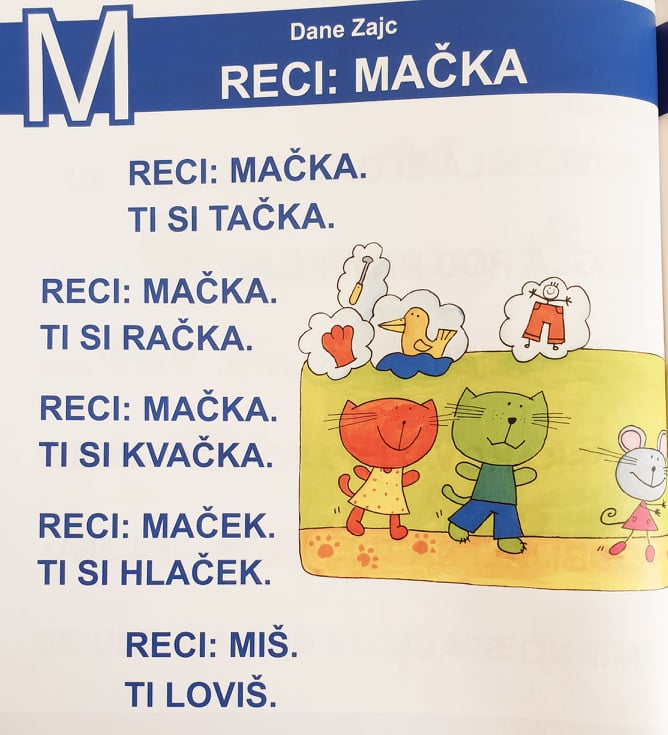 M
Dane Zajc
RECI: MAČKA
RECI: MAČKA.
TI SI TAČKA.
RECI: MAČKA.
TI SI RAČKA.
RECI: MAČKA.
TI SI KVAČKA.
RECI: MAČEK.
TI SI HLAČEK.
RECI: MIŠ.
TI LOVIŠ.